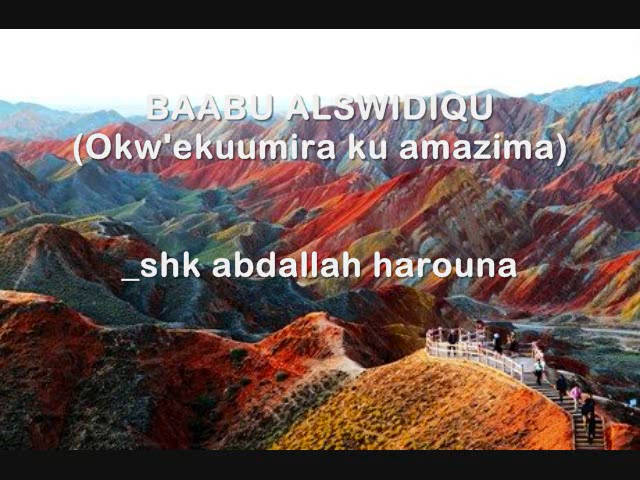 BAABU ALSWIDIQU
(Okw'ekuumira ku amazima)
_shk abdallah harouna